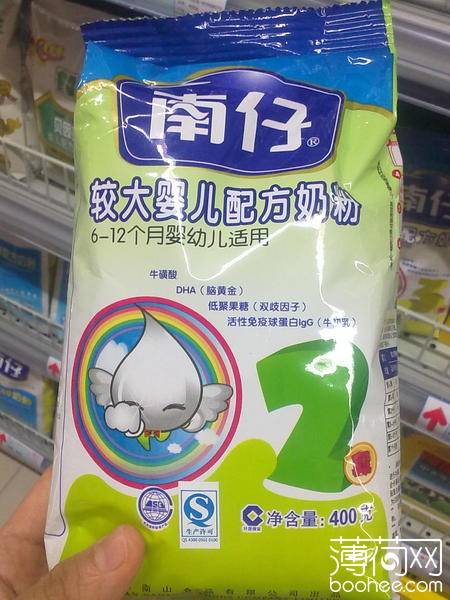 南仔®
较大婴儿配方奶粉
6-12个月婴幼儿适用
牛磺酸
DHA（脑黄金）
低聚果糖（双歧因子）
活性免疫球蛋白IgG（牛初乳）
2
生产许可
净含量：400克
南仔
薄荷网
boohee.com